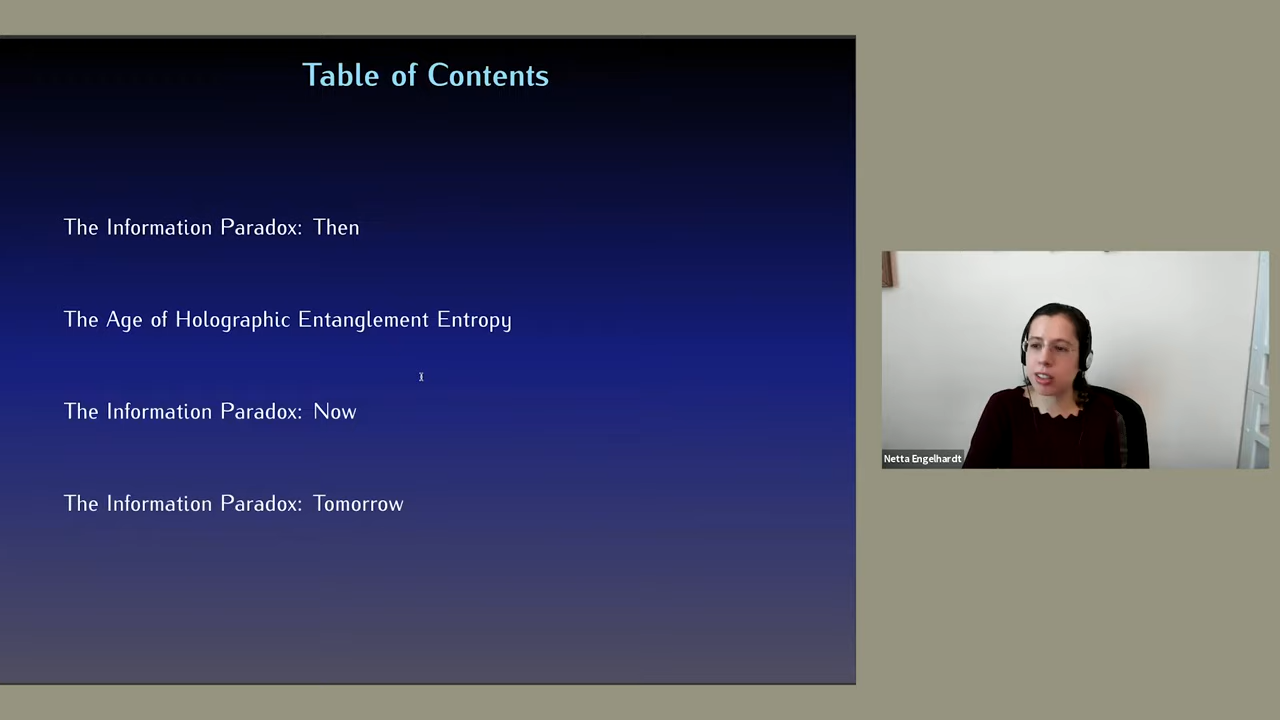 Table of Contents
The Information Paradox: Then
The Age of Holographic Entanglement Entropy
The Information Paradox: Now
The Information Paradox: Tomorrow
Netta Engelhardt